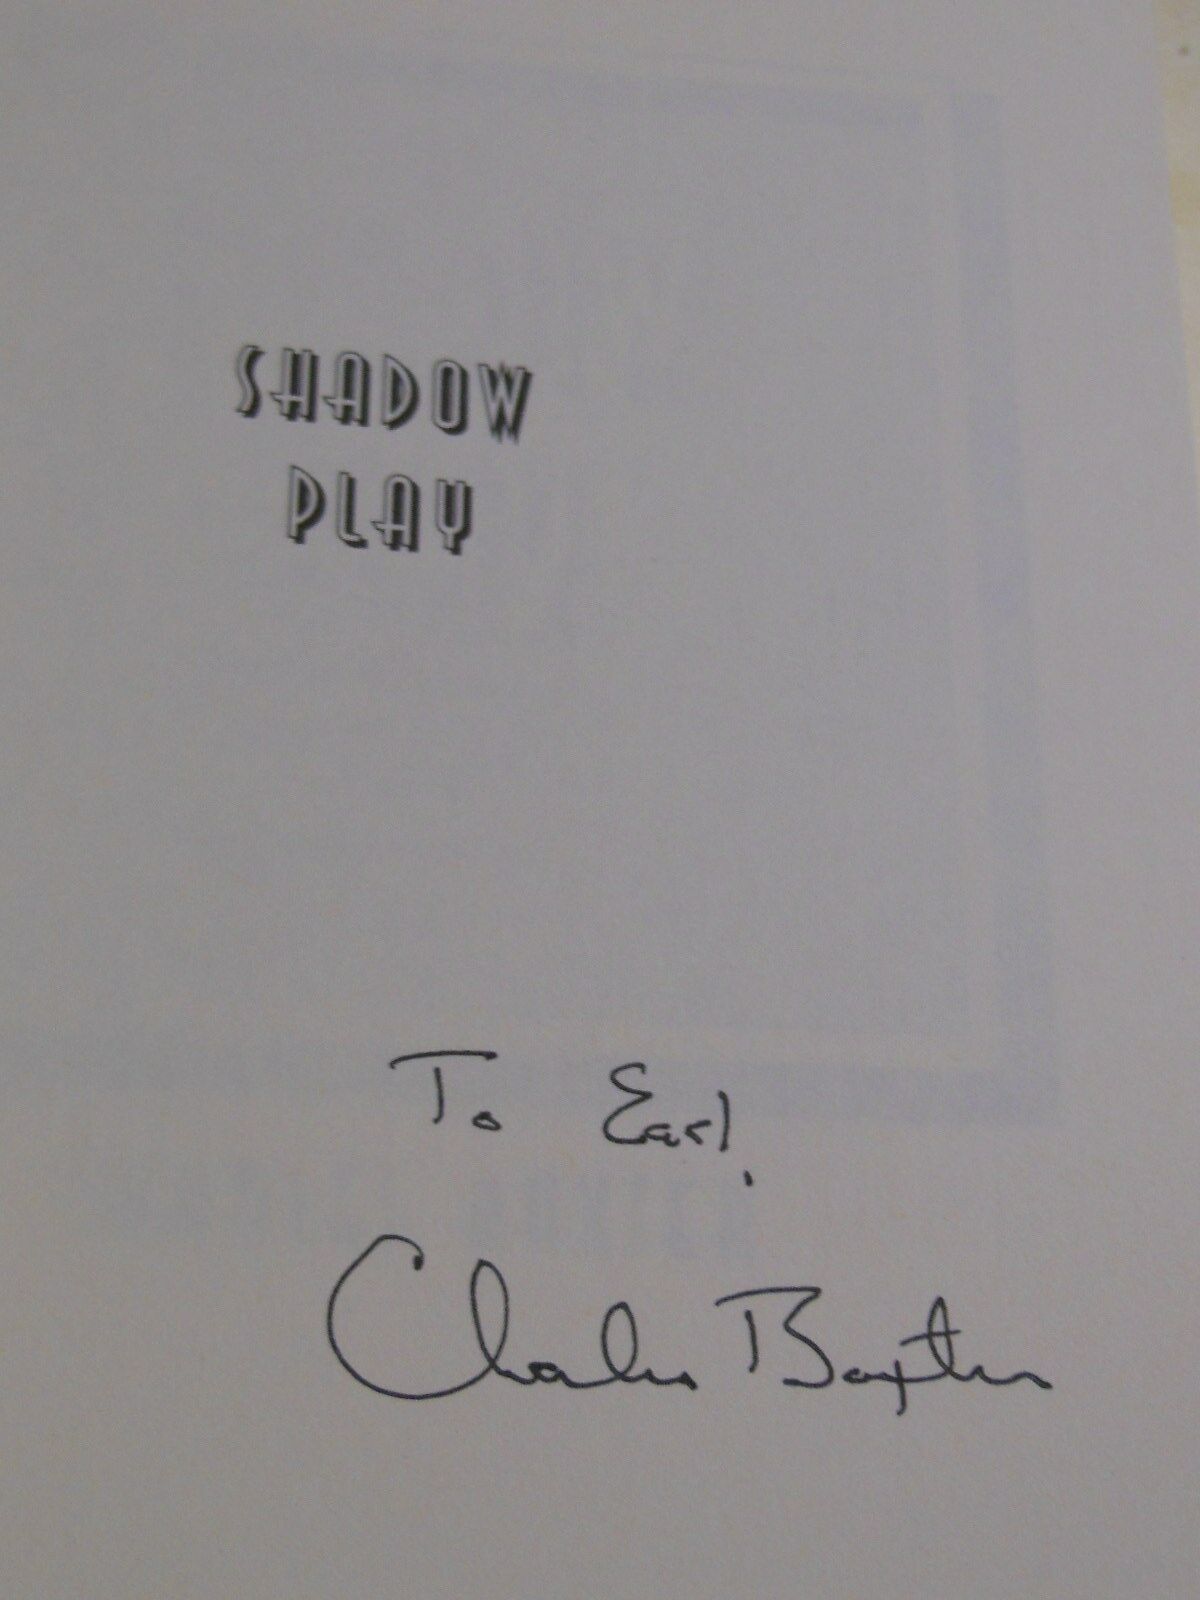 SHADOW
PLAY
To Earl,
Charles Baxter